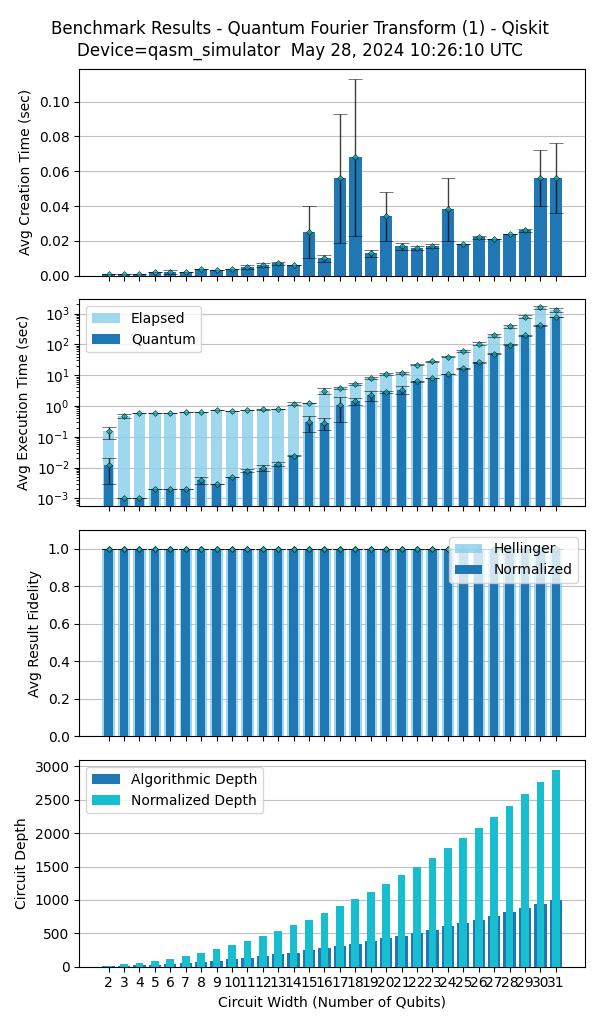 Benchmark Results - Quantum Fourier Transform (1) - Qiskit
Device=qasm_simulator  May 28, 2024 10:26:10 UTC
Avg Creation Time (sec)
0.10
0.08
0.06
0.04
0.02
0.00
Avg Execution Time (sec)
10³
10²
10¹
10⁰
10⁻¹
10⁻²
10⁻³
Elapsed
Quantum
Avg Result Fidelity
1.0
0.8
0.6
0.4
0.2
0.0
Hellinger
Normalized
Circuit Depth
3000
2500
2000
1500
1000
500
0
Algorithmic Depth
Normalized Depth
2 3 4 5 6 7 8 9 10 11 12 13 14 15 16 17 18 19 20 21 22 23 24 25 26 27 28 29 30 31
Circuit Width (Number of Qubits)